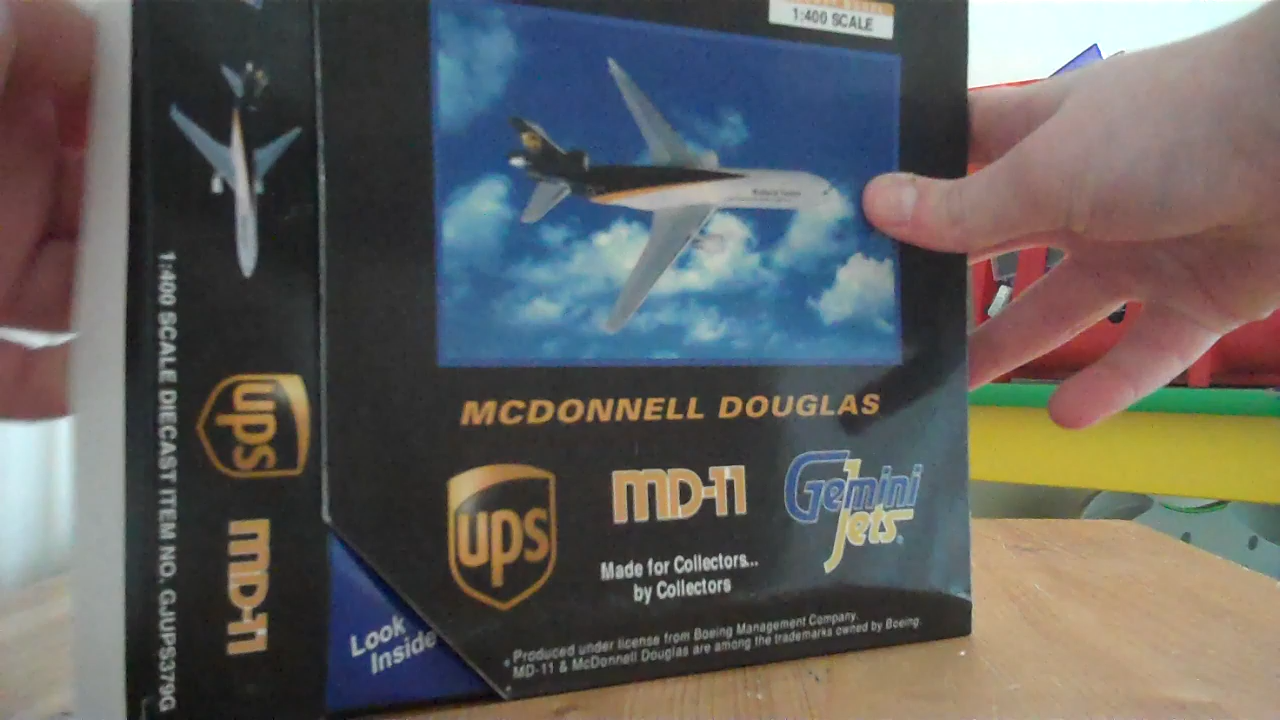 1:400 SCALE
MCDONNELL DOUGLAS
ups
MD-11
Gemini
Jets
Made for Collectors...
by Collectors
Look
Inside
Produced under license from Boeing Management Company.
MD-11 & McDonnell Douglas are among the trademarks owned by Boeing.
1:400 SCALE DIECAST ITEM NO. GJUPS379G
ups
MD-11